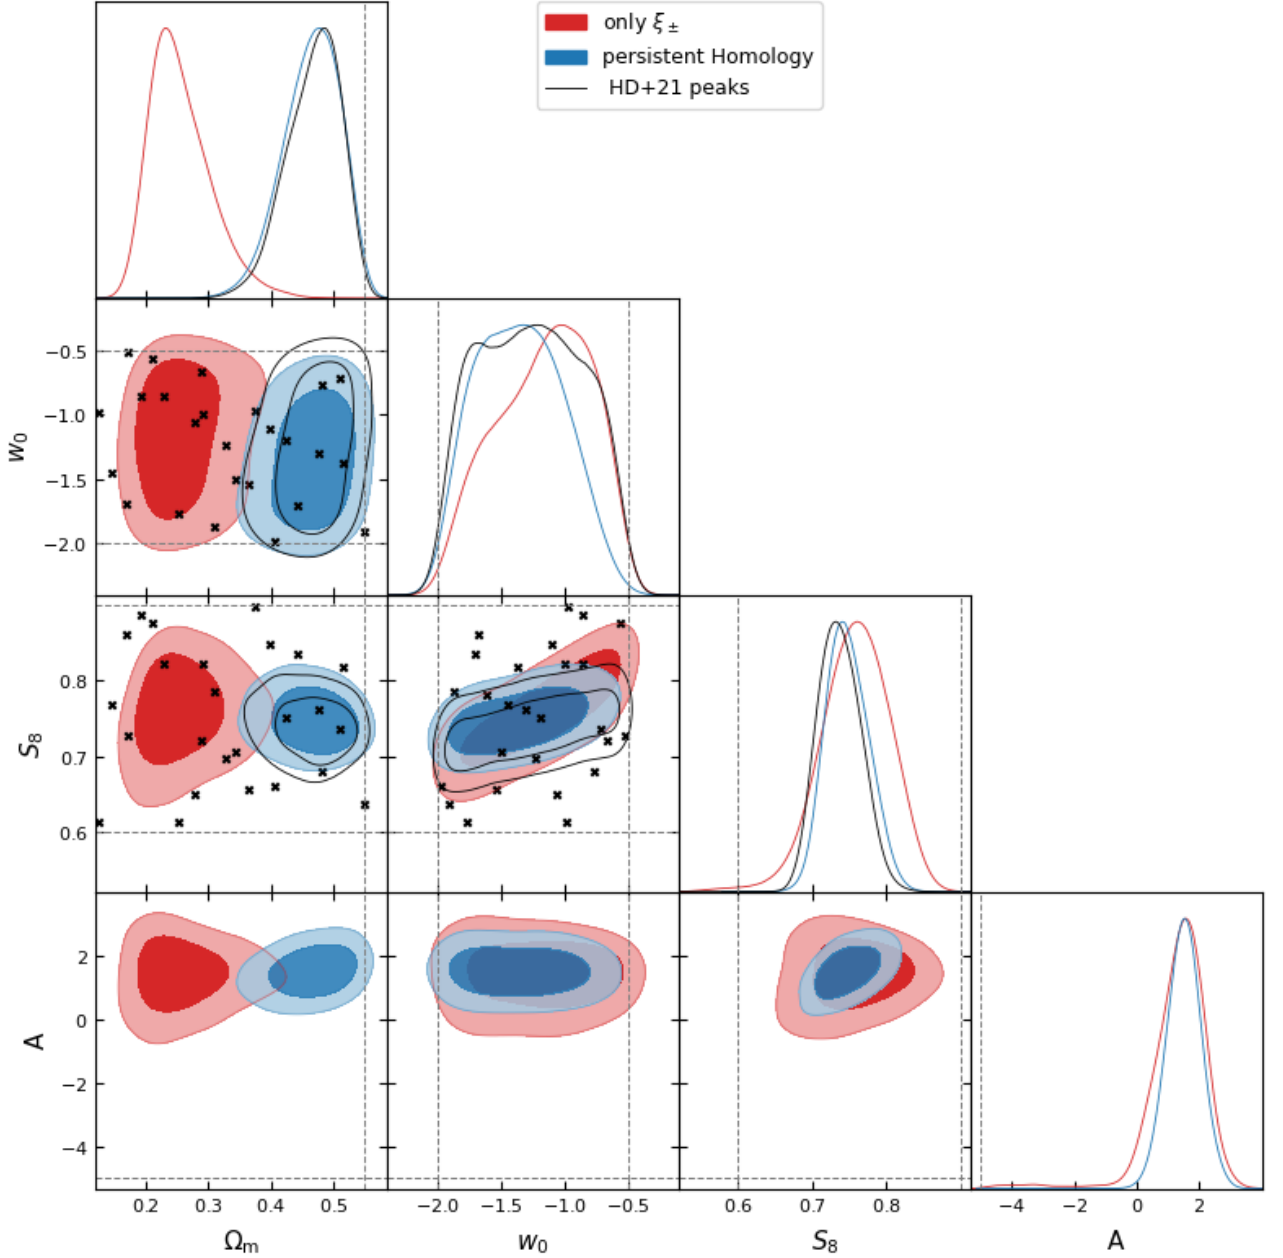 only ξ±
persistent Homology
HD+21 peaks
−0.5
−1.0
−1.5
−2.0
w0
0.8
0.7
0.6
S8
2
0
−2
−4
A
0.2 0.3 0.4 0.5
−2.0 −1.5 −1.0 −0.5
0.6 0.7 0.8
−4 −2 0 2
Ωm
w0
S8
A